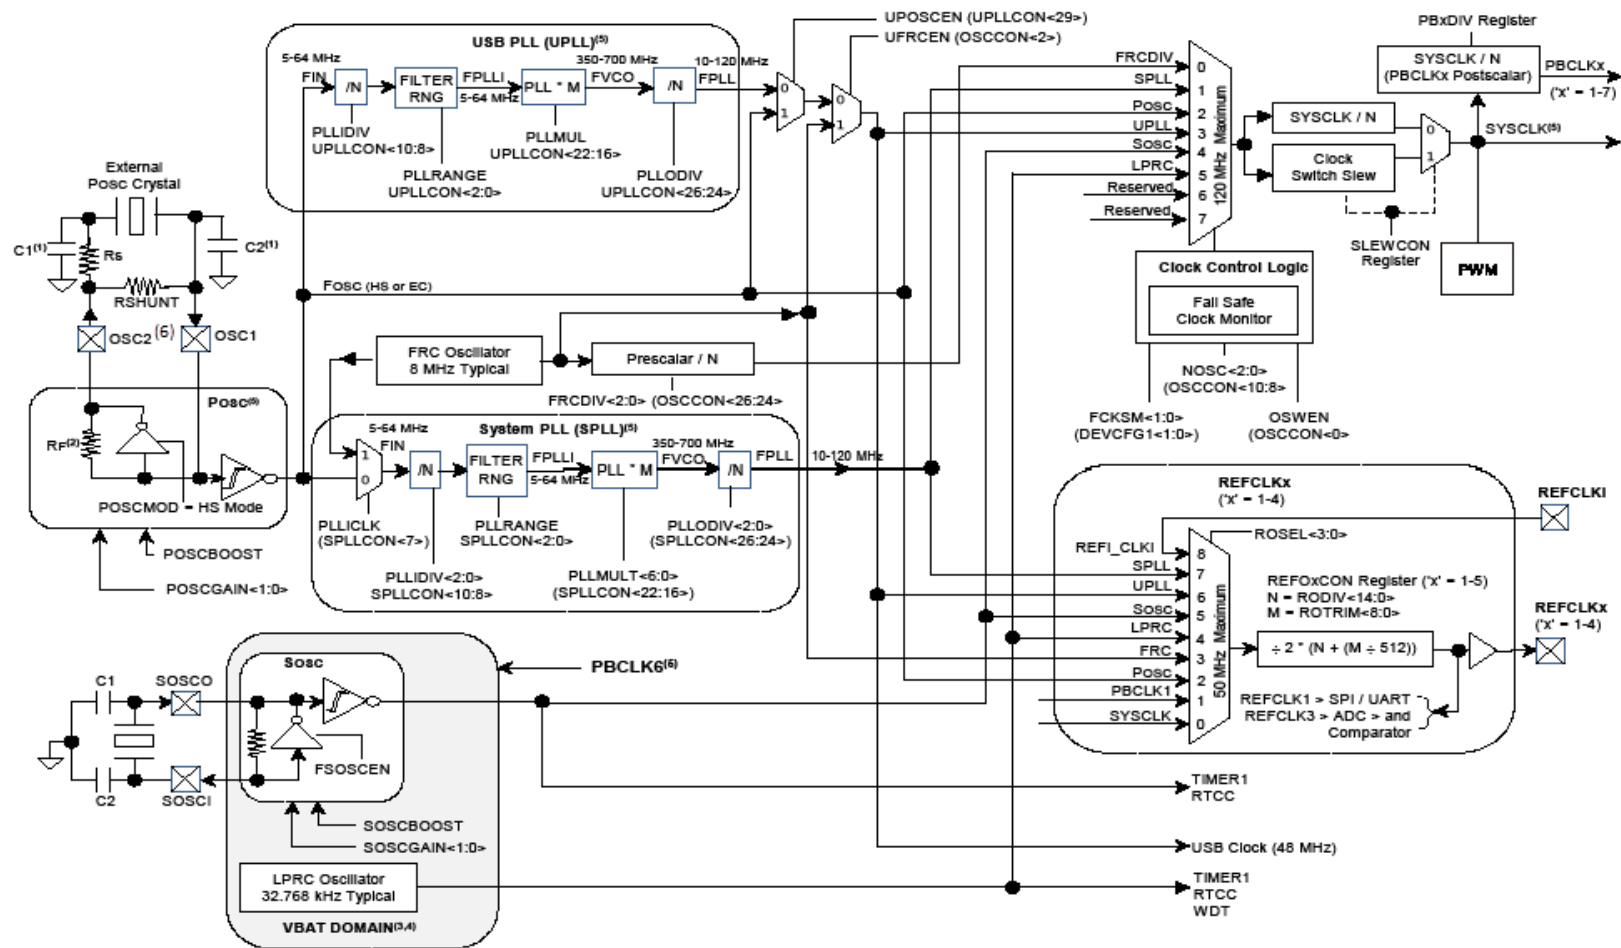 USB PLL (UPLL)(5)
5-64 MHz
FIN
/N
FILTER
RNG
FPLLI
5-64 MHz
PLL * M
350-700 MHz
FVCO
/N
10-120 MHz
FPLL
PLLIDIV
UPLLCON<10:8>
PLLRANGE
UPLLCON<2:0>
PLLMUL
UPLLCON<22:16>
PLLODIV
UPLLCON<26:24>
0
1
0
1
UPOSCEN (UPLLCON<29>)
UFRCEN (OSCCON<2>)
FRCDIV
SPLL
POSC
UPLL
SOSC
LPRC
Reserved
Reserved
0
1
2
3
4
5
6
7
120 MHz Maximum
SYSCLK / N
Clock
Switch Slew
0
1
SLEWCON
Register
PBxDIV Register
SYSCLK / N
(PBCLKx Postscalar)
PBCLKx
('x' = 1-7)
SYSCLK(5)
PWM
Clock Control Logic
Fail Safe
Clock Monitor
NOSC<2:0>
(OSCCON<10:8>
FCKSM<1:0>
(DEVCFG1<1:0>)
OSWEN
(OSCCON<0>
External
POSC Crystal
C1(1)
C2(1)
Rs
RSHUNT
OSC2
(6)
OSC1
POSC(6)
RF(2)
POSCMOD = HS Mode
POSCBOOST
POSCGAIN<1:0>
FOSC (HS or EC)
FRC Oscillator
8 MHz Typical
Prescalar / N
FRCDIV<2:0> (OSCCON<26:24>
System PLL (SPLL)(5)
5-64 MHz
FIN
1
0
/N
FILTER
RNG
FPLLI
5-64 MHz
PLL * M
350-700 MHz
FVCO
/N
FPLL
10-120 MHz
PLLICLK
(SPLLCON<7>)
PLLRANGE
SPLLCON<2:0>
PLLODIV<2:0>
(SPLLCON<26:24>)
PLLIDIV<2:0>
SPLLCON<10:8>
PLLMULT<6:0>
(SPLLCON<22:16>)
REFCLKx
('x' = 1-4)
REFCLKI
ROSEL<3:0>
REFI_CLKI
SPLL
UPLL
SOSC
LPRC
FRC
POSC
PBCLK1
SYSCLK
8
7
6
5
4
3
2
1
0
50 MHz Maximum
REFOxCON Register ('x' = 1-5)
N = RODIV<14:0>
M = ROTRIM<8:0>
÷ 2 * (N + (M ÷ 512))
REFCLKx
('x' = 1-4)
REFCLK1 > SPI / UART
REFCLK3 > ADC > and
Comparator
SOSC
PBCLK6(6)
C1
SOSCO
C2
SOSCI
FSOSCEN
SOSCBOOST
SOSCGAIN<1:0>
LPRC Oscillator
32.768 kHz Typical
VBAT DOMAIN(3,4)
TIMER1
RTCC
USB Clock (48 MHz)
TIMER1
RTCC
WDT